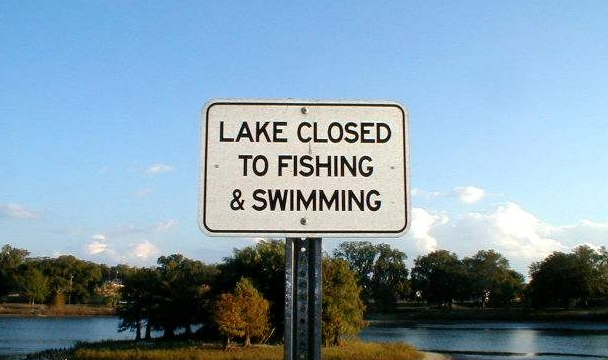 LAKE CLOSED
TO FISHING
& SWIMMING